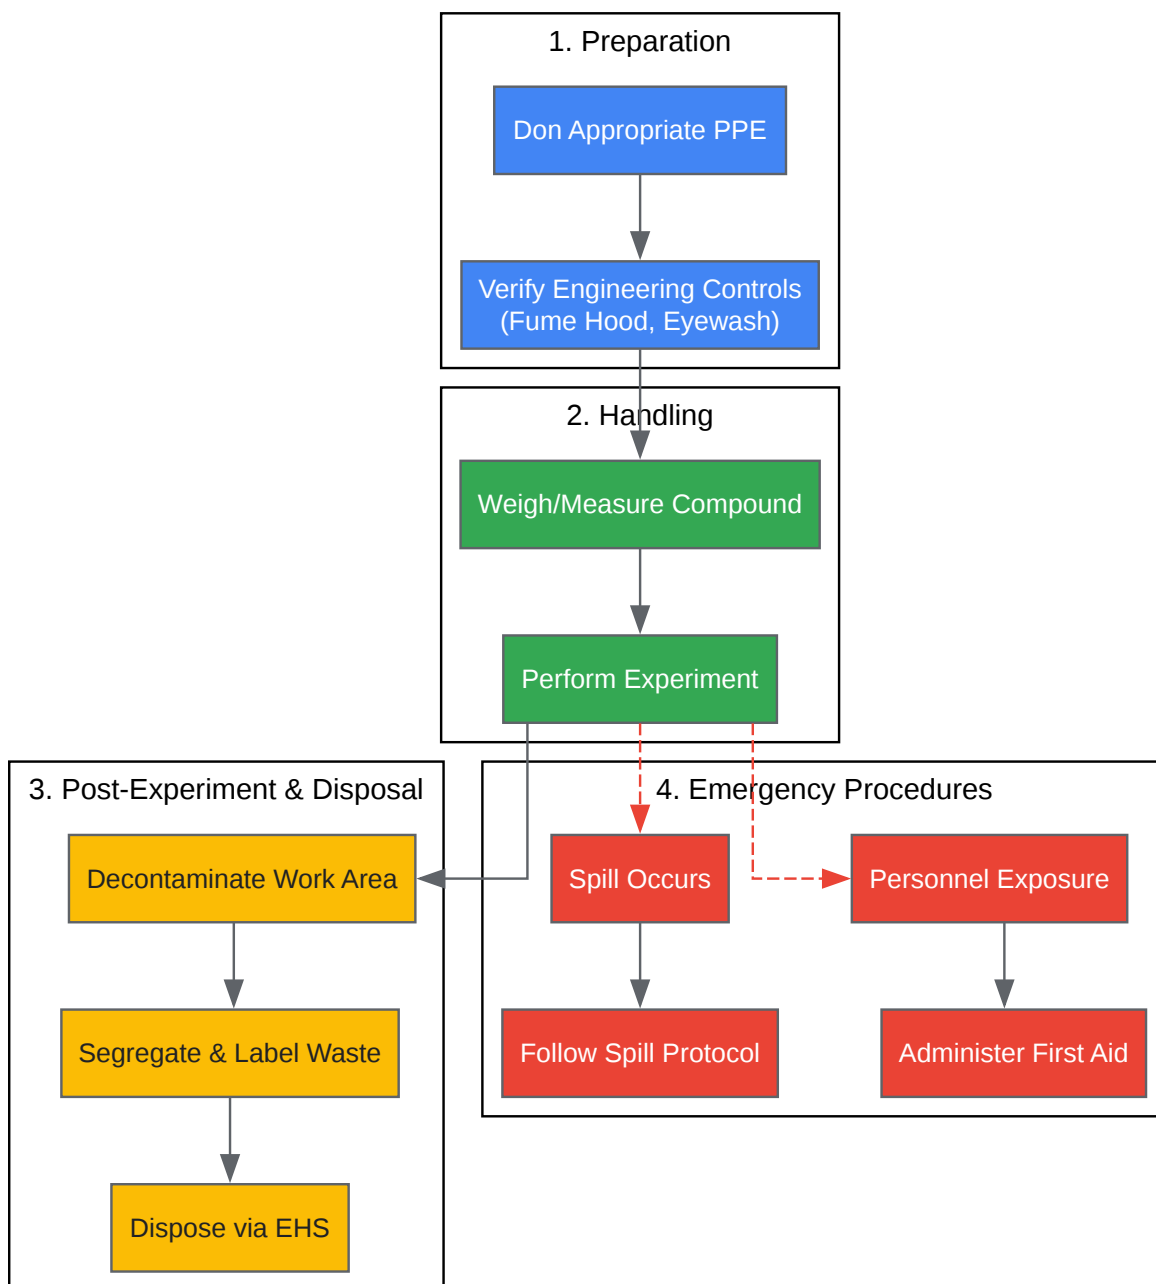 1. Preparation
Don Appropriate PPE
Verify Engineering Controls
(Fume Hood, Eyewash)
2. Handling
Weigh/Measure Compound
Perform Experiment
3. Post-Experiment & Disposal
Decontaminate Work Area
Segregate & Label Waste
Dispose via EHS
4. Emergency Procedures
Spill Occurs
Personnel Exposure
Follow Spill Protocol
Administer First Aid